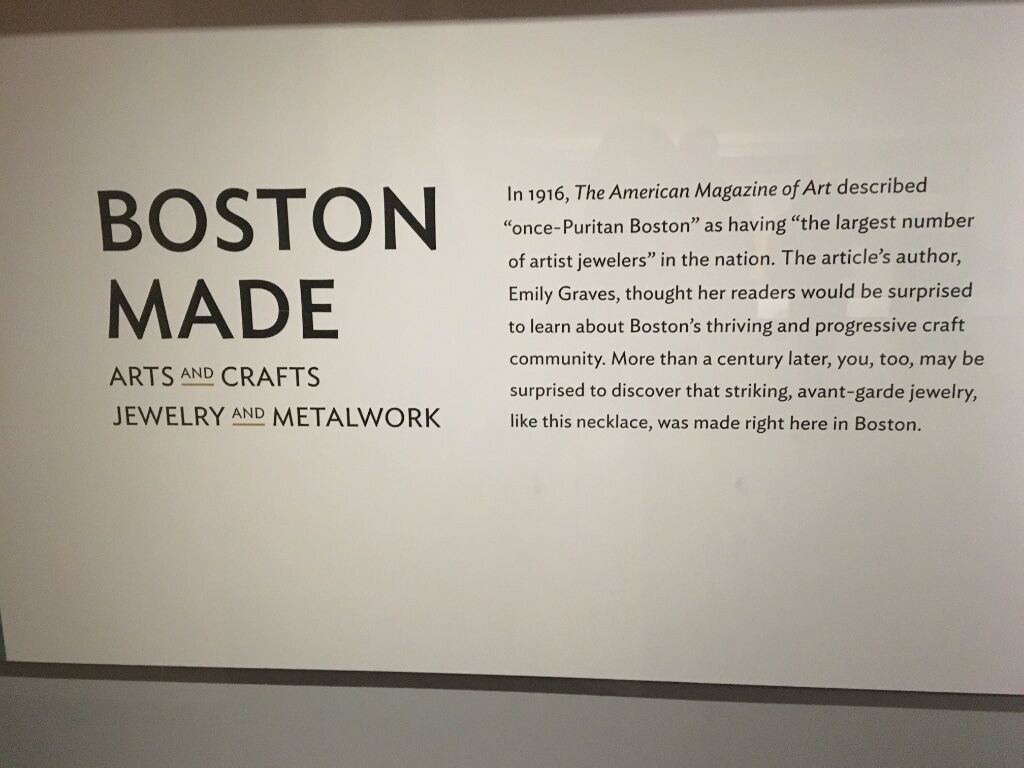 BOSTON
MADE
ARTS AND CRAFTS
JEWELRY AND METALWORK
In 1916, The American Magazine of Art described
“once-Puritan Boston” as having “the largest number
of artist jewelers” in the nation. The article’s author,
Emily Graves, thought her readers would be surprised
to learn about Boston’s thriving and progressive craft
community. More than a century later, you, too, may be
surprised to discover that striking, avant-garde jewelry,
like this necklace, was made right here in Boston.